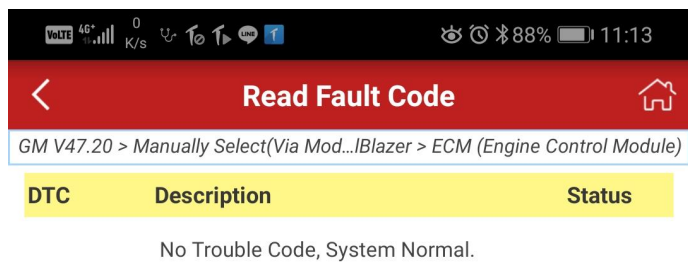 VoLTE 4G+ 0 K/s LINE 88% 11:13
Read Fault Code
GM V47.20 > Manually Select(Via Mod...lBlazer > ECM (Engine Control Module)
DTC Description Status
No Trouble Code, System Normal.